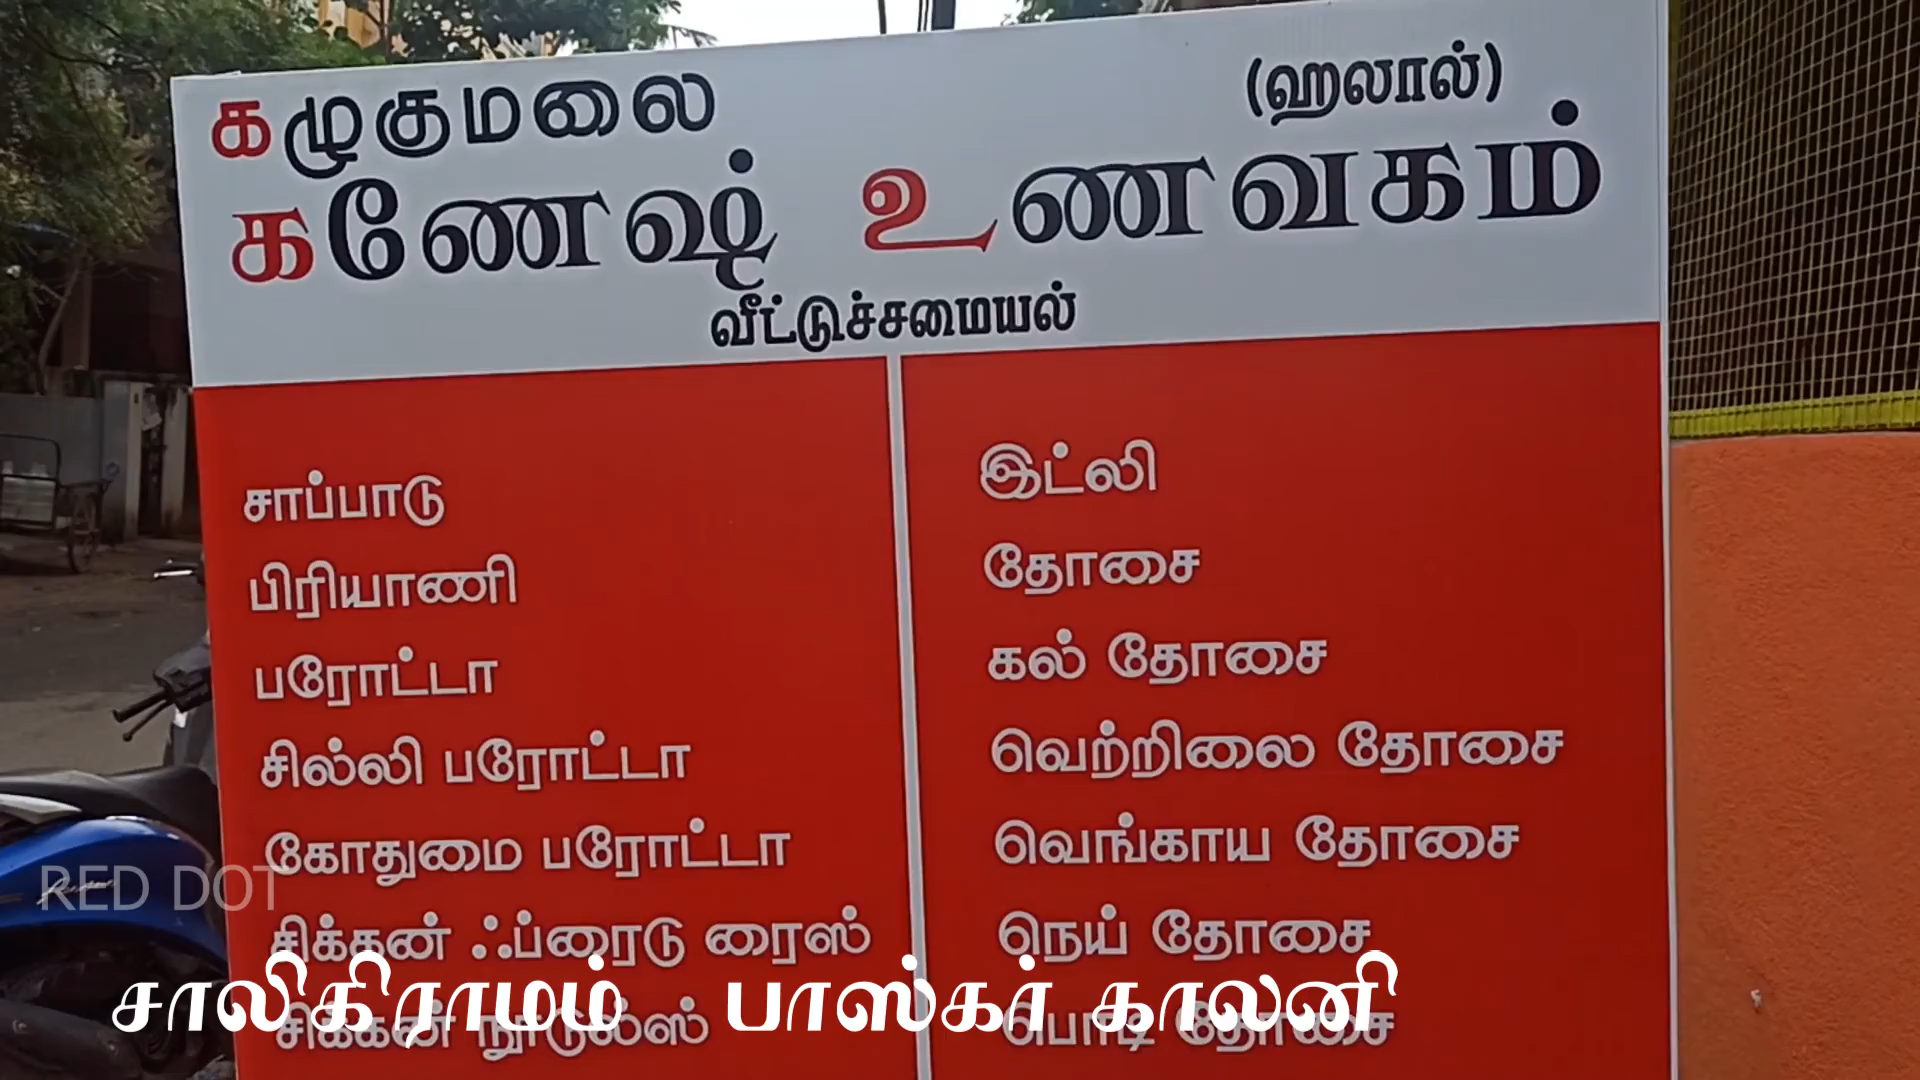 கழுகுமலை
(ஹலால்)
கணேஷ் உணவகம்
வீட்டுச்சமையல்
சாப்பாடு
பிரியாணி
பரோட்டா
சில்லி பரோட்டா
கோதுமை பரோட்டா
சிக்கன் ஃப்ரைடு ரைஸ்
சிக்கன் நூடுல்ஸ்
இட்லி
தோசை
கல் தோசை
வெற்றிலை தோசை
வெங்காய தோசை
நெய் தோசை
பொடி தோசை
RED DOT
சாலிகிராமம் பாஸ்கர் காலனி